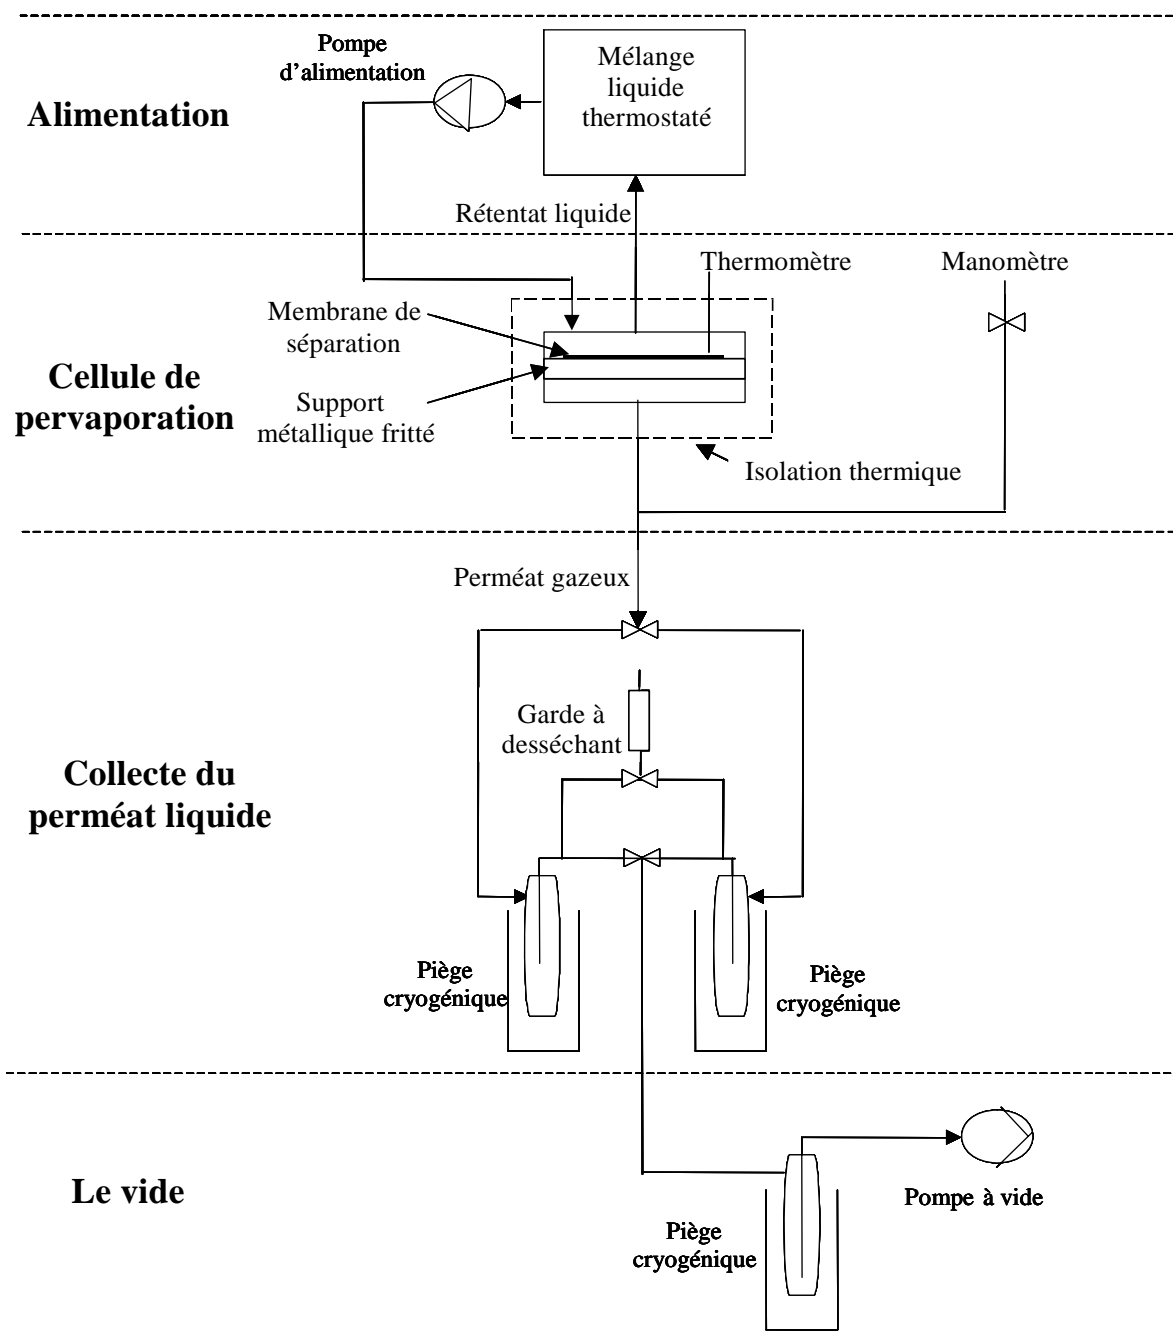 Pompe
d'alimentation
Mélange
liquide
thermostaté
Alimentation
Rétentat liquide
Thermomètre
Manomètre
Membrane de
séparation
Cellule de
pervaporation
Support
métallique fritté
Isolation thermique
Perméat gazeux
Garde à
desséchant
Collecte du
perméat liquide
Piège
cryogénique
Piège
cryogénique
Le vide
Pompe à vide
Piège
cryogénique